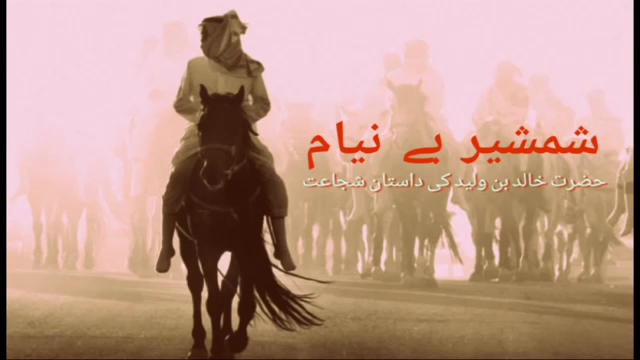 شمشیر بے نیام
حضرت خالد بن ولید کی داستان شجاعت